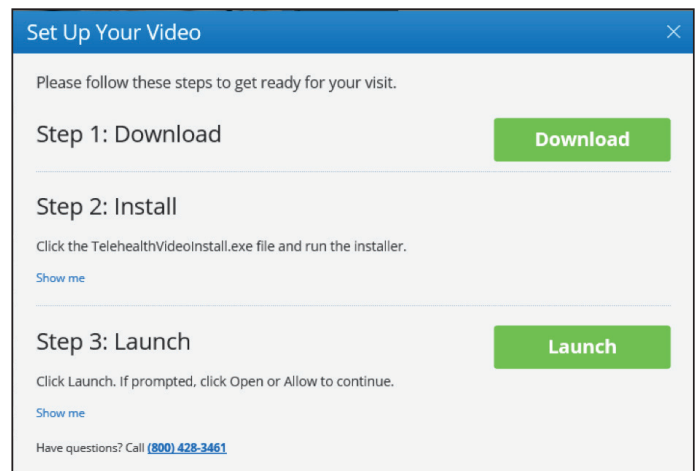 Set Up Your Video
Please follow these steps to get ready for your visit.
Step 1: Download
Download
Step 2: Install
Click the TelehealthVideoInstall.exe file and run the installer.
Show me
Step 3: Launch
Launch
Click Launch. If prompted, click Open or Allow to continue.
Show me
Have questions? Call (800) 428-3461